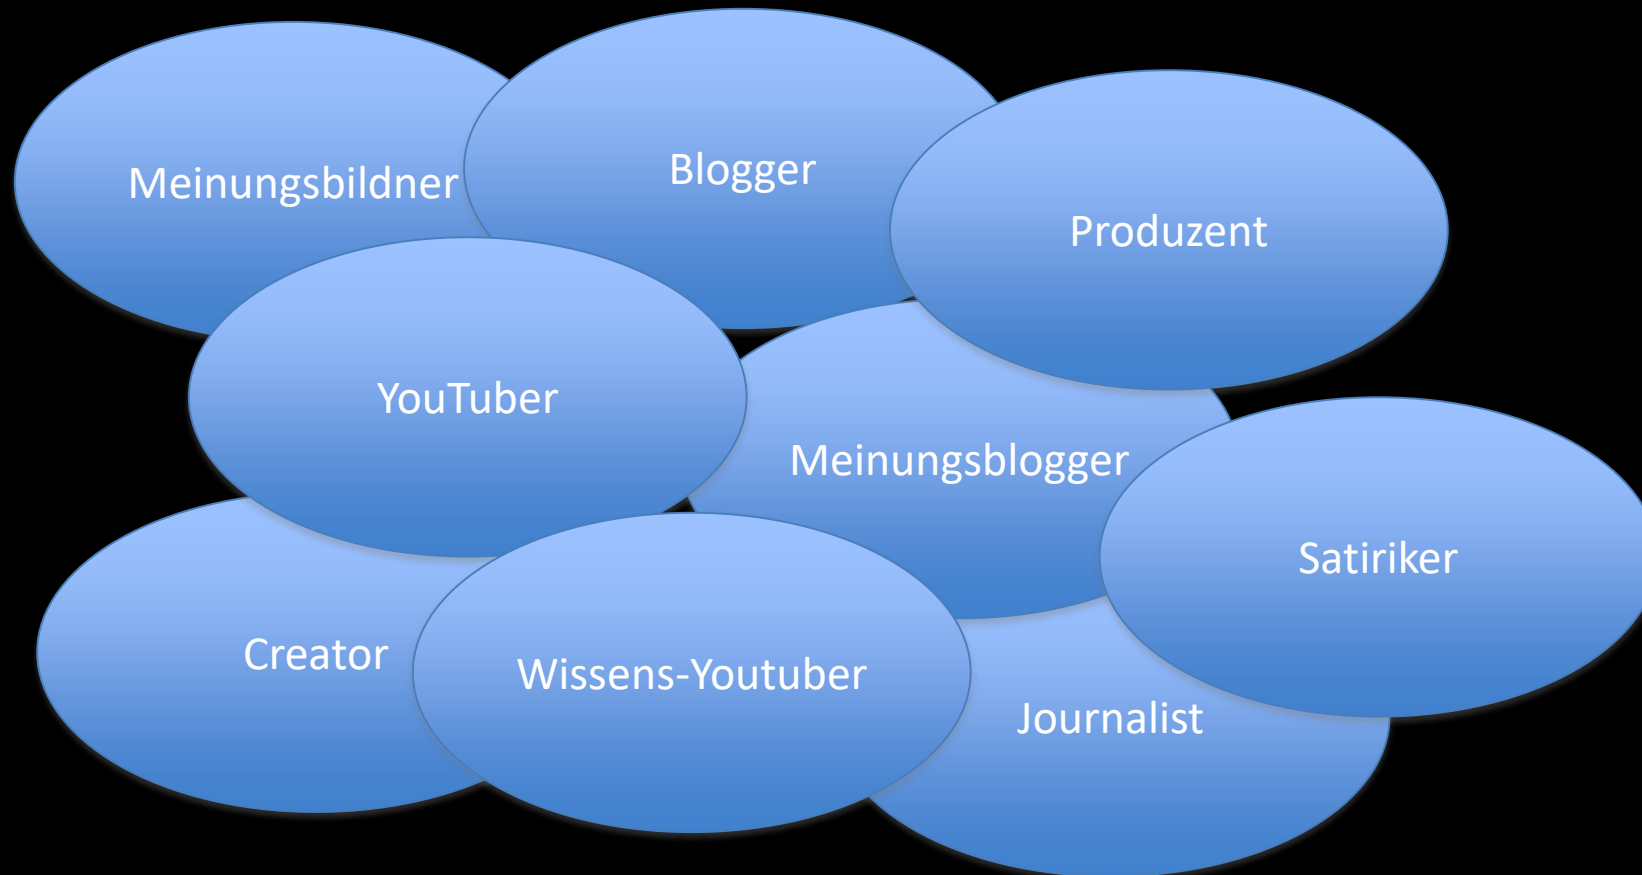 Meinungsbildner
Blogger
Produzent
YouTuber
Meinungsblogger
Satiriker
Creator
Wissens-Youtuber
Journalist